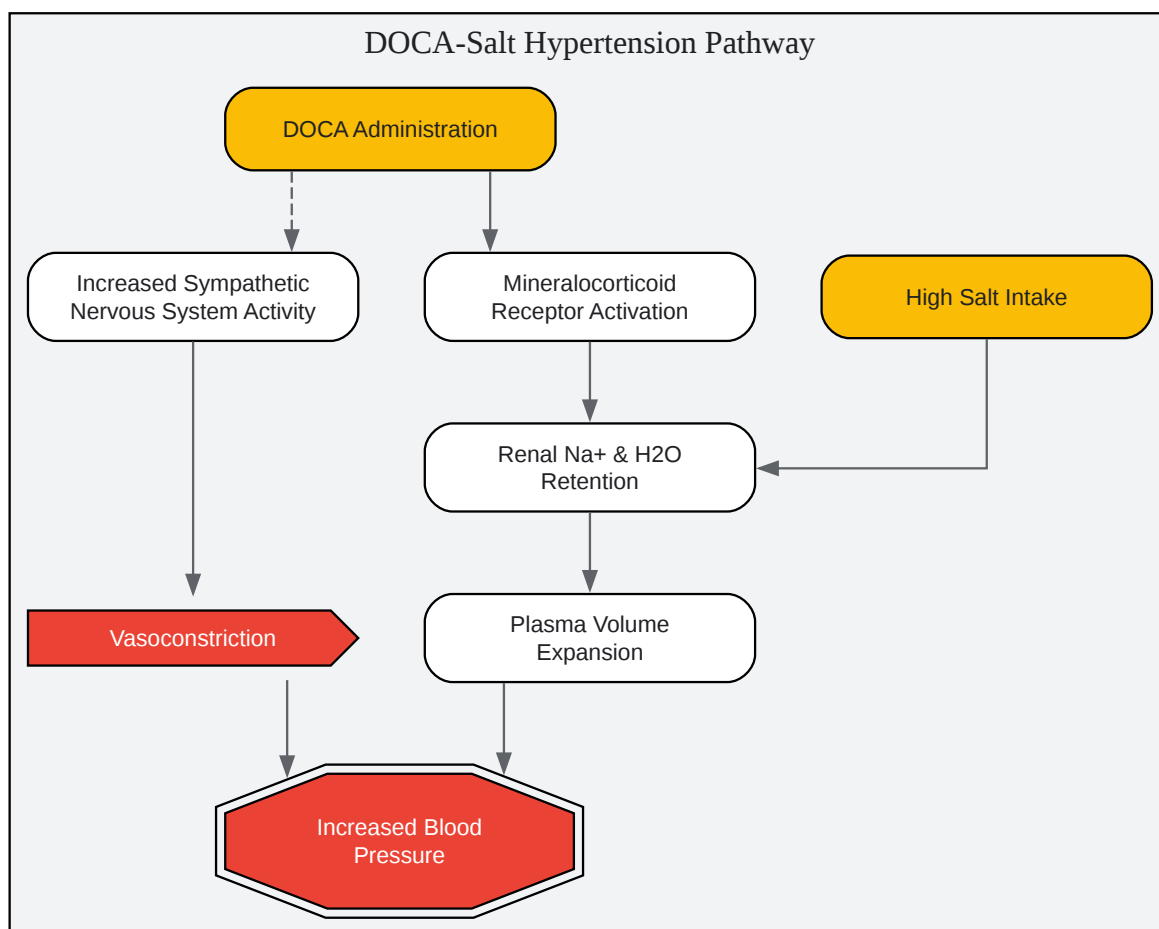 DOCA-Salt Hypertension Pathway
DOCA Administration
Increased Sympathetic
Nervous System Activity
Mineralocorticoid
Receptor Activation
High Salt Intake
Renal Na+ & H2O
Retention
Vasoconstriction
Plasma Volume
Expansion
Increased Blood
Pressure